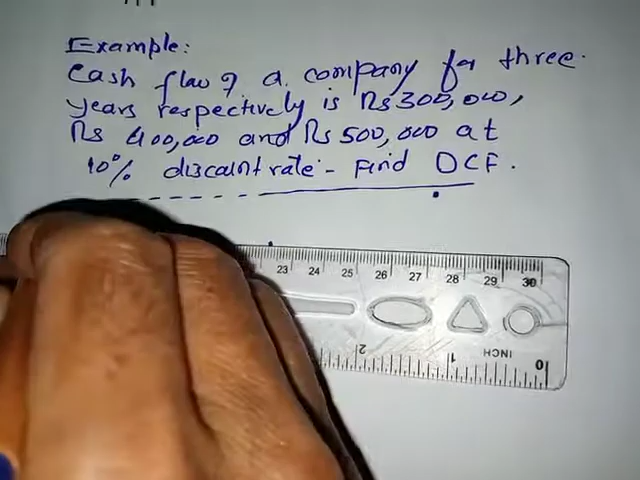 Example:
Cash flow of a company for three
years respectively is Rs 300,000,
Rs 400,000 and Rs 500,000 at
10% discount rate - Find DCF.
23 24 25 26 27 28 29 30
2 1 INCH 0